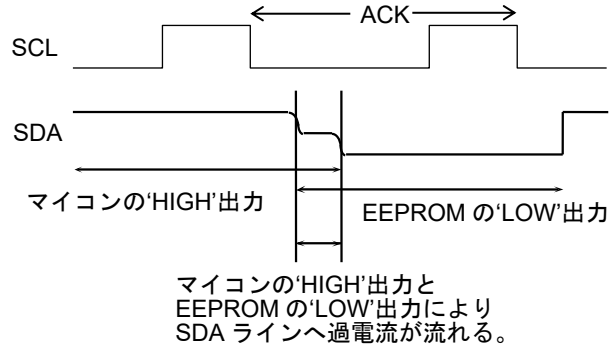 ACK
SCL
SDA
マイコンの‘HIGH’出力
EEPROM の‘LOW’出力
マイコンの‘HIGH’出力と
EEPROM の‘LOW’出力により
SDA ラインへ過電流が流れる。